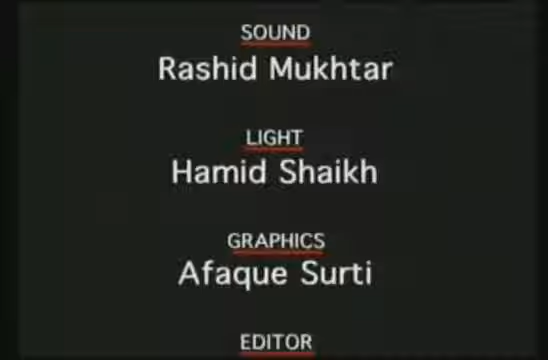 SOUND
Rashid Mukhtar
LIGHT
Hamid Shaikh
GRAPHICS
Afaque Surti
EDITOR